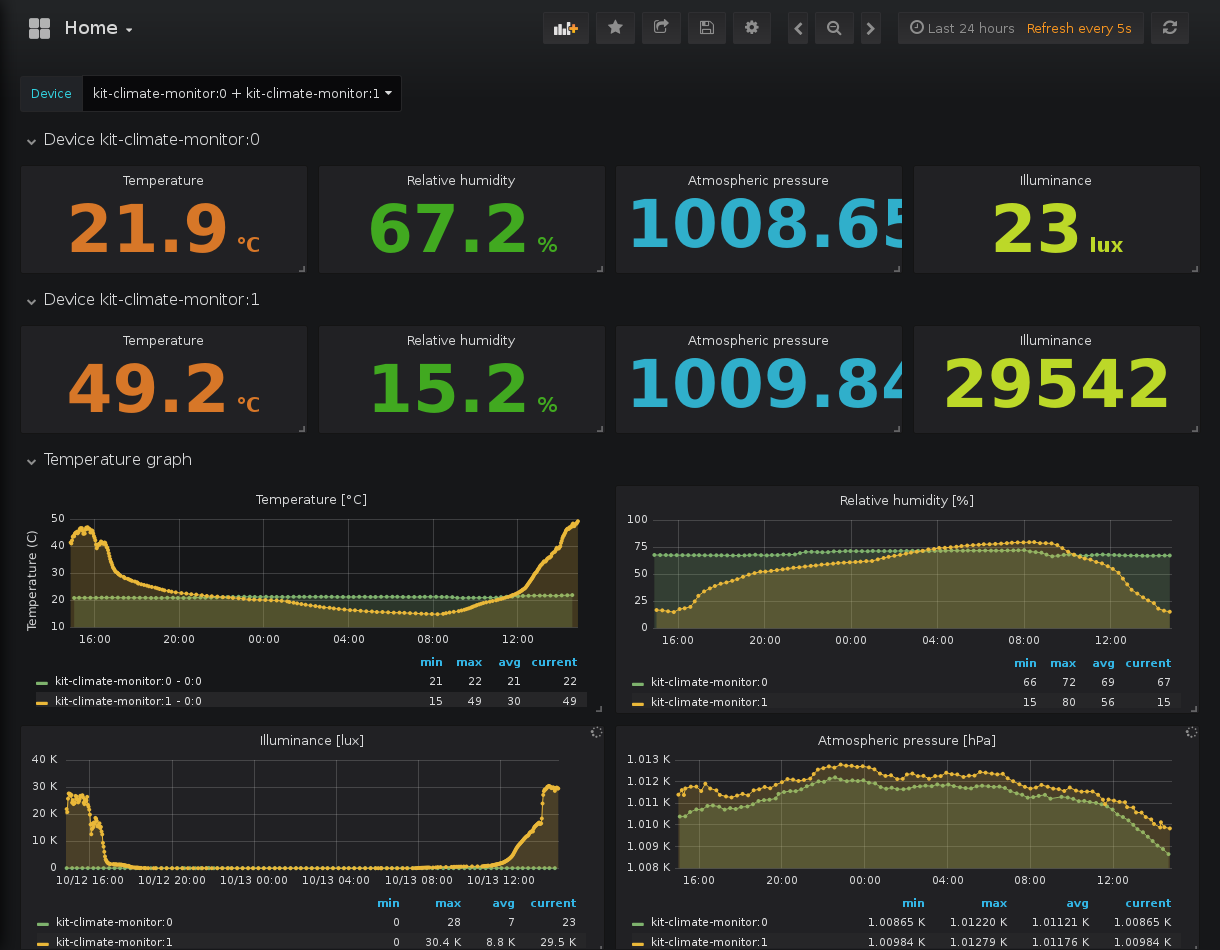 Home
Last 24 hours Refresh every 5s
Device kit-climate-monitor:0 + kit-climate-monitor:1
Device kit-climate-monitor:0
Temperature Relative humidity Atmospheric pressure Illuminance
21.9 °C 67.2 % 1008.65 23 lux
Device kit-climate-monitor:1
Temperature Relative humidity Atmospheric pressure Illuminance
49.2 °C 15.2 % 1009.84 29542
Temperature graph
Temperature [°C]
Temperature (C)
50
40
30
20
10
16:00 20:00 00:00 04:00 08:00 12:00
min max avg current
kit-climate-monitor:0 - 0:0 21 22 21 22
kit-climate-monitor:1 - 0:0 15 49 30 49
Relative humidity [%]
100
75
50
25
0
16:00 20:00 00:00 04:00 08:00 12:00
min max avg current
kit-climate-monitor:0 66 72 69 67
kit-climate-monitor:1 15 80 56 15
Illuminance [lux]
40 K
30 K
20 K
10 K
0
10/12 16:00 10/12 20:00 10/13 00:00 10/13 04:00 10/13 08:00 10/13 12:00
min max avg current
kit-climate-monitor:0 0 28 7 23
kit-climate-monitor:1 0 30.4 K 8.8 K 29.5 K
Atmospheric pressure [hPa]
1.013 K
1.012 K
1.011 K
1.010 K
1.009 K
1.008 K
16:00 20:00 00:00 04:00 08:00 12:00
min max avg current
kit-climate-monitor:0 1.00865 K 1.01220 K 1.01121 K 1.00865 K
kit-climate-monitor:1 1.00984 K 1.01279 K 1.01176 K 1.00984 K